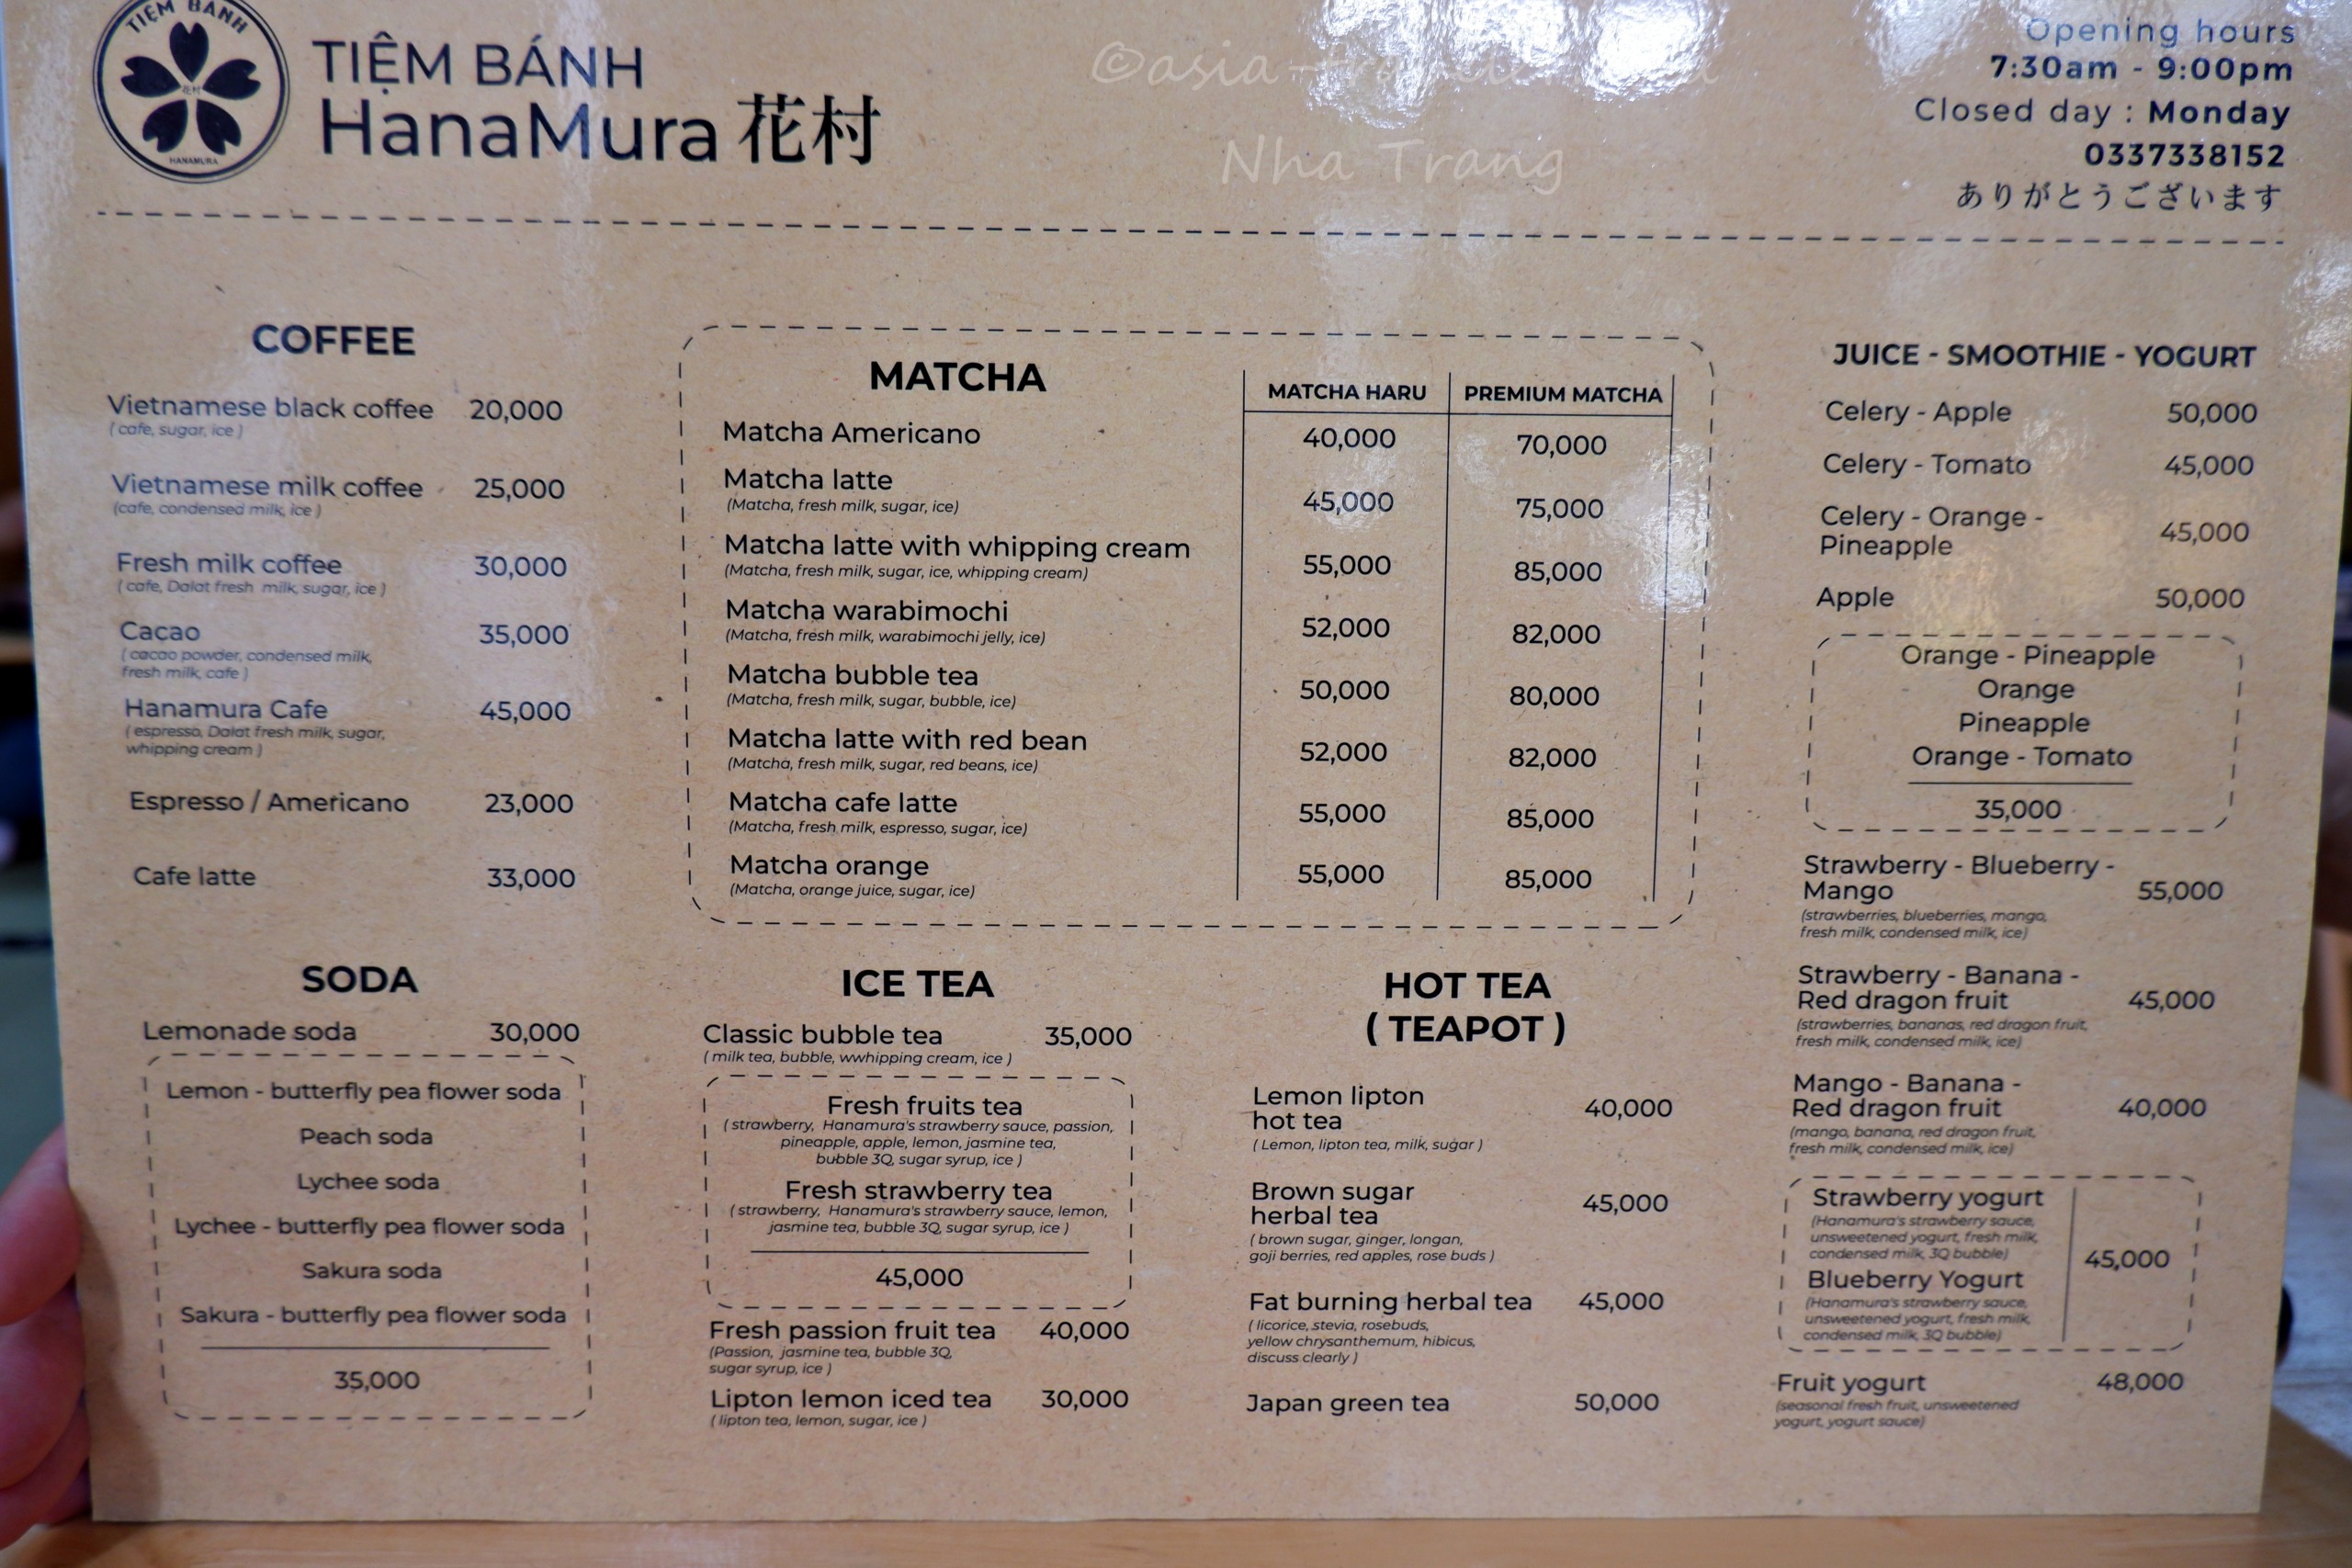 TIỆM BÁNH
HANAMURA
TIỆM BÁNH
HanaMura 花村
©asia-
Nha Trang
Opening hours
7:30am - 9:00pm
Closed day : Monday
0337338152
ありがとうございます
COFFEE
Vietnamese black coffee 20,000
( cafe, sugar, ice )
Vietnamese milk coffee 25,000
(cafe, condensed milk, ice )
Fresh milk coffee 30,000
( cafe, Dalat fresh milk, sugar, ice )
Cacao 35,000
( cacao powder, condensed milk,
fresh milk, cafe )
Hanamura Cafe 45,000
( espresso, Dalat fresh milk, sugar,
whipping cream )
Espresso / Americano 23,000
Cafe latte 33,000
MATCHA MATCHA HARU PREMIUM MATCHA
Matcha Americano 40,000 70,000
Matcha latte 45,000 75,000
(Matcha, fresh milk, sugar, ice)
Matcha latte with whipping cream 55,000 85,000
(Matcha, fresh milk, sugar, ice, whipping cream)
Matcha warabimochi 52,000 82,000
(Matcha, fresh milk, warabimochi jelly, ice)
Matcha bubble tea 50,000 80,000
(Matcha, fresh milk, sugar, bubble, ice)
Matcha latte with red bean 52,000 82,000
(Matcha, fresh milk, sugar, red beans, ice)
Matcha cafe latte 55,000 85,000
(Matcha, fresh milk, espresso, sugar, ice)
Matcha orange 55,000 85,000
(Matcha, orange juice, sugar, ice)
JUICE - SMOOTHIE - YOGURT
Celery - Apple 50,000
Celery - Tomato 45,000
Celery - Orange -
Pineapple 45,000
Apple 50,000
Orange - Pineapple
Orange
Pineapple
Orange - Tomato
35,000
Strawberry - Blueberry -
Mango 55,000
(strawberries, blueberries, mango,
fresh milk, condensed milk, ice)
Strawberry - Banana -
Red dragon fruit 45,000
(strawberries, bananas, red dragon fruit,
fresh milk, condensed milk, ice)
Mango - Banana -
Red dragon fruit 40,000
(mango, banana, red dragon fruit,
fresh milk, condensed milk, ice)
Strawberry yogurt
(Hanamura's strawberry sauce,
unsweetened yogurt, fresh milk,
condensed milk, 3Q bubble)
45,000
Blueberry Yogurt
(Hanamura's strawberry sauce,
unsweetened yogurt, fresh milk,
condensed milk, 3Q bubble)
Fruit yogurt 48,000
(seasonal fresh fruit, unsweetened
yogurt, yogurt sauce)
SODA
Lemonade soda 30,000
Lemon - butterfly pea flower soda
Peach soda
Lychee soda
Lychee - butterfly pea flower soda
Sakura soda
Sakura - butterfly pea flower soda
35,000
ICE TEA
Classic bubble tea 35,000
( milk tea, bubble, wwhipping cream, ice )
Fresh fruits tea
( strawberry, Hanamura's strawberry sauce, passion,
pineapple, apple, lemon, jasmine tea,
bubble 3Q, sugar syrup, ice )
Fresh strawberry tea
( strawberry, Hanamura's strawberry sauce, lemon,
jasmine tea, bubble 3Q, sugar syrup, ice )
45,000
Fresh passion fruit tea 40,000
(Passion, jasmine tea, bubble 3Q,
sugar syrup, ice )
Lipton lemon iced tea 30,000
( lipton tea, lemon, sugar, ice )
HOT TEA
( TEAPOT )
Lemon lipton
hot tea 40,000
( Lemon, lipton tea, milk, sugar )
Brown sugar
herbal tea 45,000
( brown sugar, ginger, longan,
goji berries, red apples, rose buds )
Fat burning herbal tea 45,000
( licorice, stevia, rosebuds,
yellow chrysanthemum, hibicus,
discuss clearly )
Japan green tea 50,000